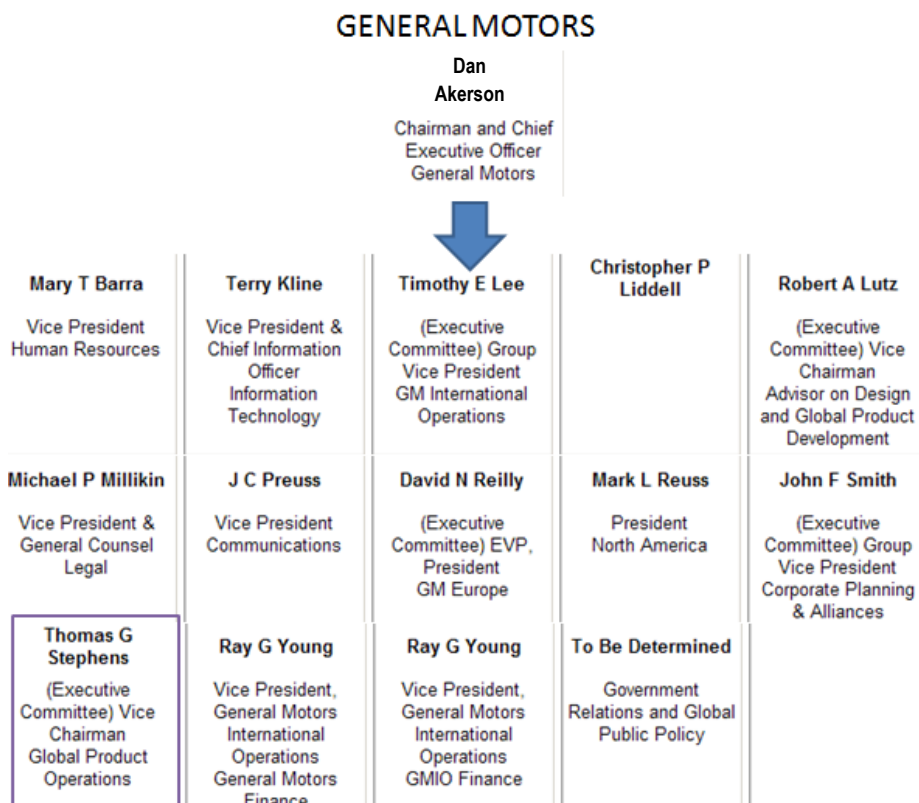 GENERAL MOTORS
Dan
Akerson
Chairman and Chief
Executive Officer
General Motors
Mary T Barra
Vice President
Human Resources
Terry Kline
Vice President &
Chief Information
Officer
Information
Technology
Timothy E Lee
(Executive
Committee) Group
Vice President
GM International
Operations
Christopher P
Liddell
Robert A Lutz
(Executive
Committee) Vice
Chairman
Advisor on Design
and Global Product
Development
Michael P Millikin
Vice President &
General Counsel
Legal
J C Preuss
Vice President
Communications
David N Reilly
(Executive
Committee) EVP,
President
GM Europe
Mark L Reuss
President
North America
John F Smith
(Executive
Committee) Group
Vice President
Corporate Planning
& Alliances
Thomas G
Stephens
(Executive
Committee) Vice
Chairman
Global Product
Operations
Ray G Young
Vice President,
General Motors
International
Operations
General Motors
Finance
Ray G Young
Vice President,
General Motors
International
Operations
GMIO Finance
To Be Determined
Government
Relations and Global
Public Policy